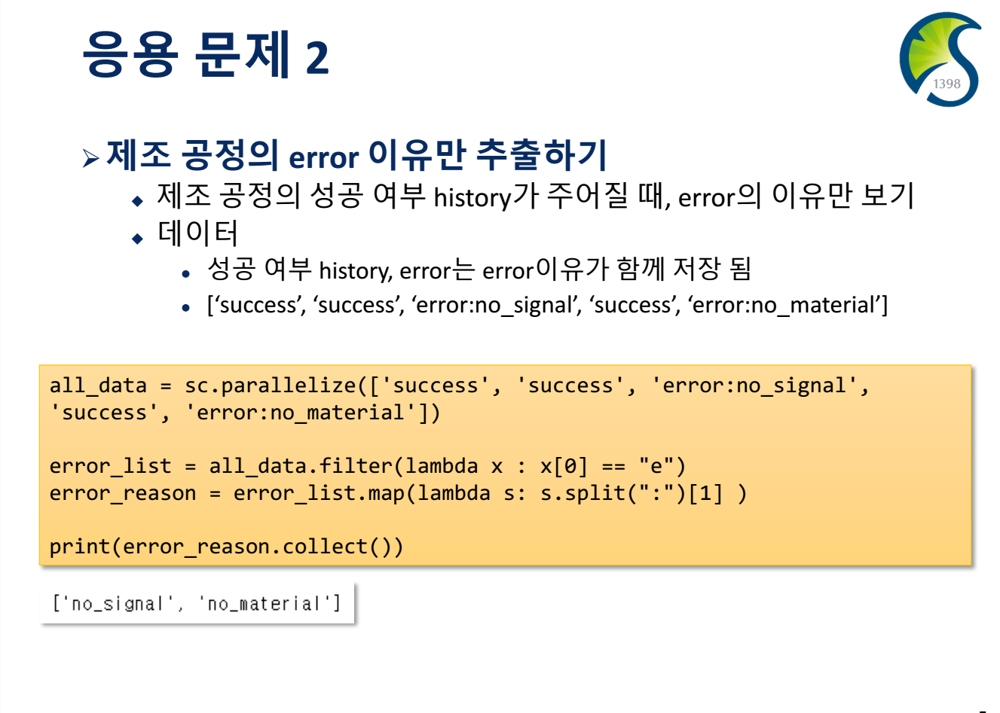 응용 문제 2
1398
➢ 제조 공정의 error 이유만 추출하기
◆ 제조 공정의 성공 여부 history가 주어질 때, error의 이유만 보기
◆ 데이터
● 성공 여부 history, error는 error이유가 함께 저장 됨
● [‘success’, ‘success’, ‘error:no_signal’, ‘success’, ‘error:no_material’]
all_data = sc.parallelize(['success', 'success', 'error:no_signal',
'success', 'error:no_material'])
error_list = all_data.filter(lambda x : x[0] == "e")
error_reason = error_list.map(lambda s: s.split(":")[1] )
print(error_reason.collect())
['no_signal', 'no_material']